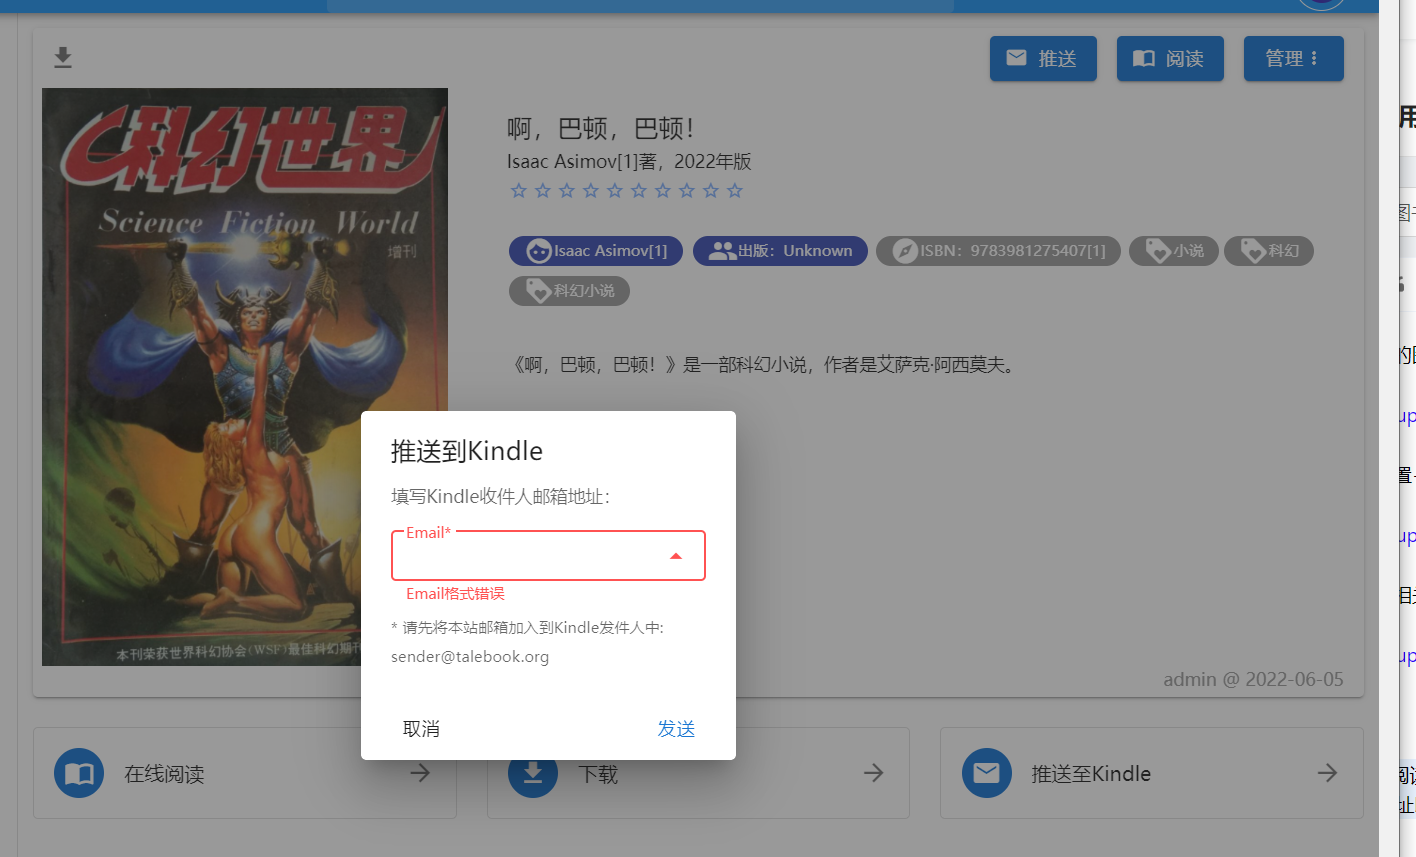 推送
阅读
管理
科幻世界
Science Fiction World
增刊
本刊荣获世界科幻协会(WSF)最佳科幻期刊
啊，巴顿，巴顿！
Isaac Asimov[1]著，2022年版
Isaac Asimov[1]
出版：Unknown
ISBN：9783981275407[1]
小说
科幻
科幻小说
《啊，巴顿，巴顿！》是一部科幻小说，作者是艾萨克·阿西莫夫。
推送到Kindle
填写Kindle收件人邮箱地址：
Email*
Email格式错误
* 请先将本站邮箱加入到Kindle发件人中:
sender@talebook.org
取消
发送
admin @ 2022-06-05
在线阅读
下载
推送至Kindle
用
的
up
置
up
up